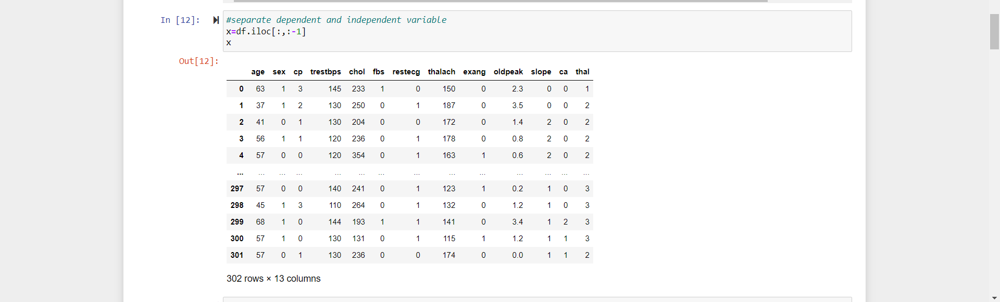 In [12]:
#separate dependent and independent variable
x=df.iloc[:,:-1]
x
Out[12]:
age sex cp trestbps chol fbs restecg thalach exang oldpeak slope ca thal
0 63 1 3 145 233 1 0 150 0 2.3 0 0 1
1 37 1 2 130 250 0 1 187 0 3.5 0 0 2
2 41 0 1 130 204 0 0 172 0 1.4 2 0 2
3 56 1 1 120 236 0 1 178 0 0.8 2 0 2
4 57 0 0 120 354 0 1 163 1 0.6 2 0 2
... ... ... ... ... ... ... ... ... ... ... ... ... ...
297 57 0 0 140 241 0 1 123 1 0.2 1 0 3
298 45 1 3 110 264 0 1 132 0 1.2 1 0 3
299 68 1 0 144 193 1 1 141 0 3.4 1 2 3
300 57 1 0 130 131 0 1 115 1 1.2 1 1 3
301 57 0 1 130 236 0 0 174 0 0.0 1 1 2
302 rows × 13 columns